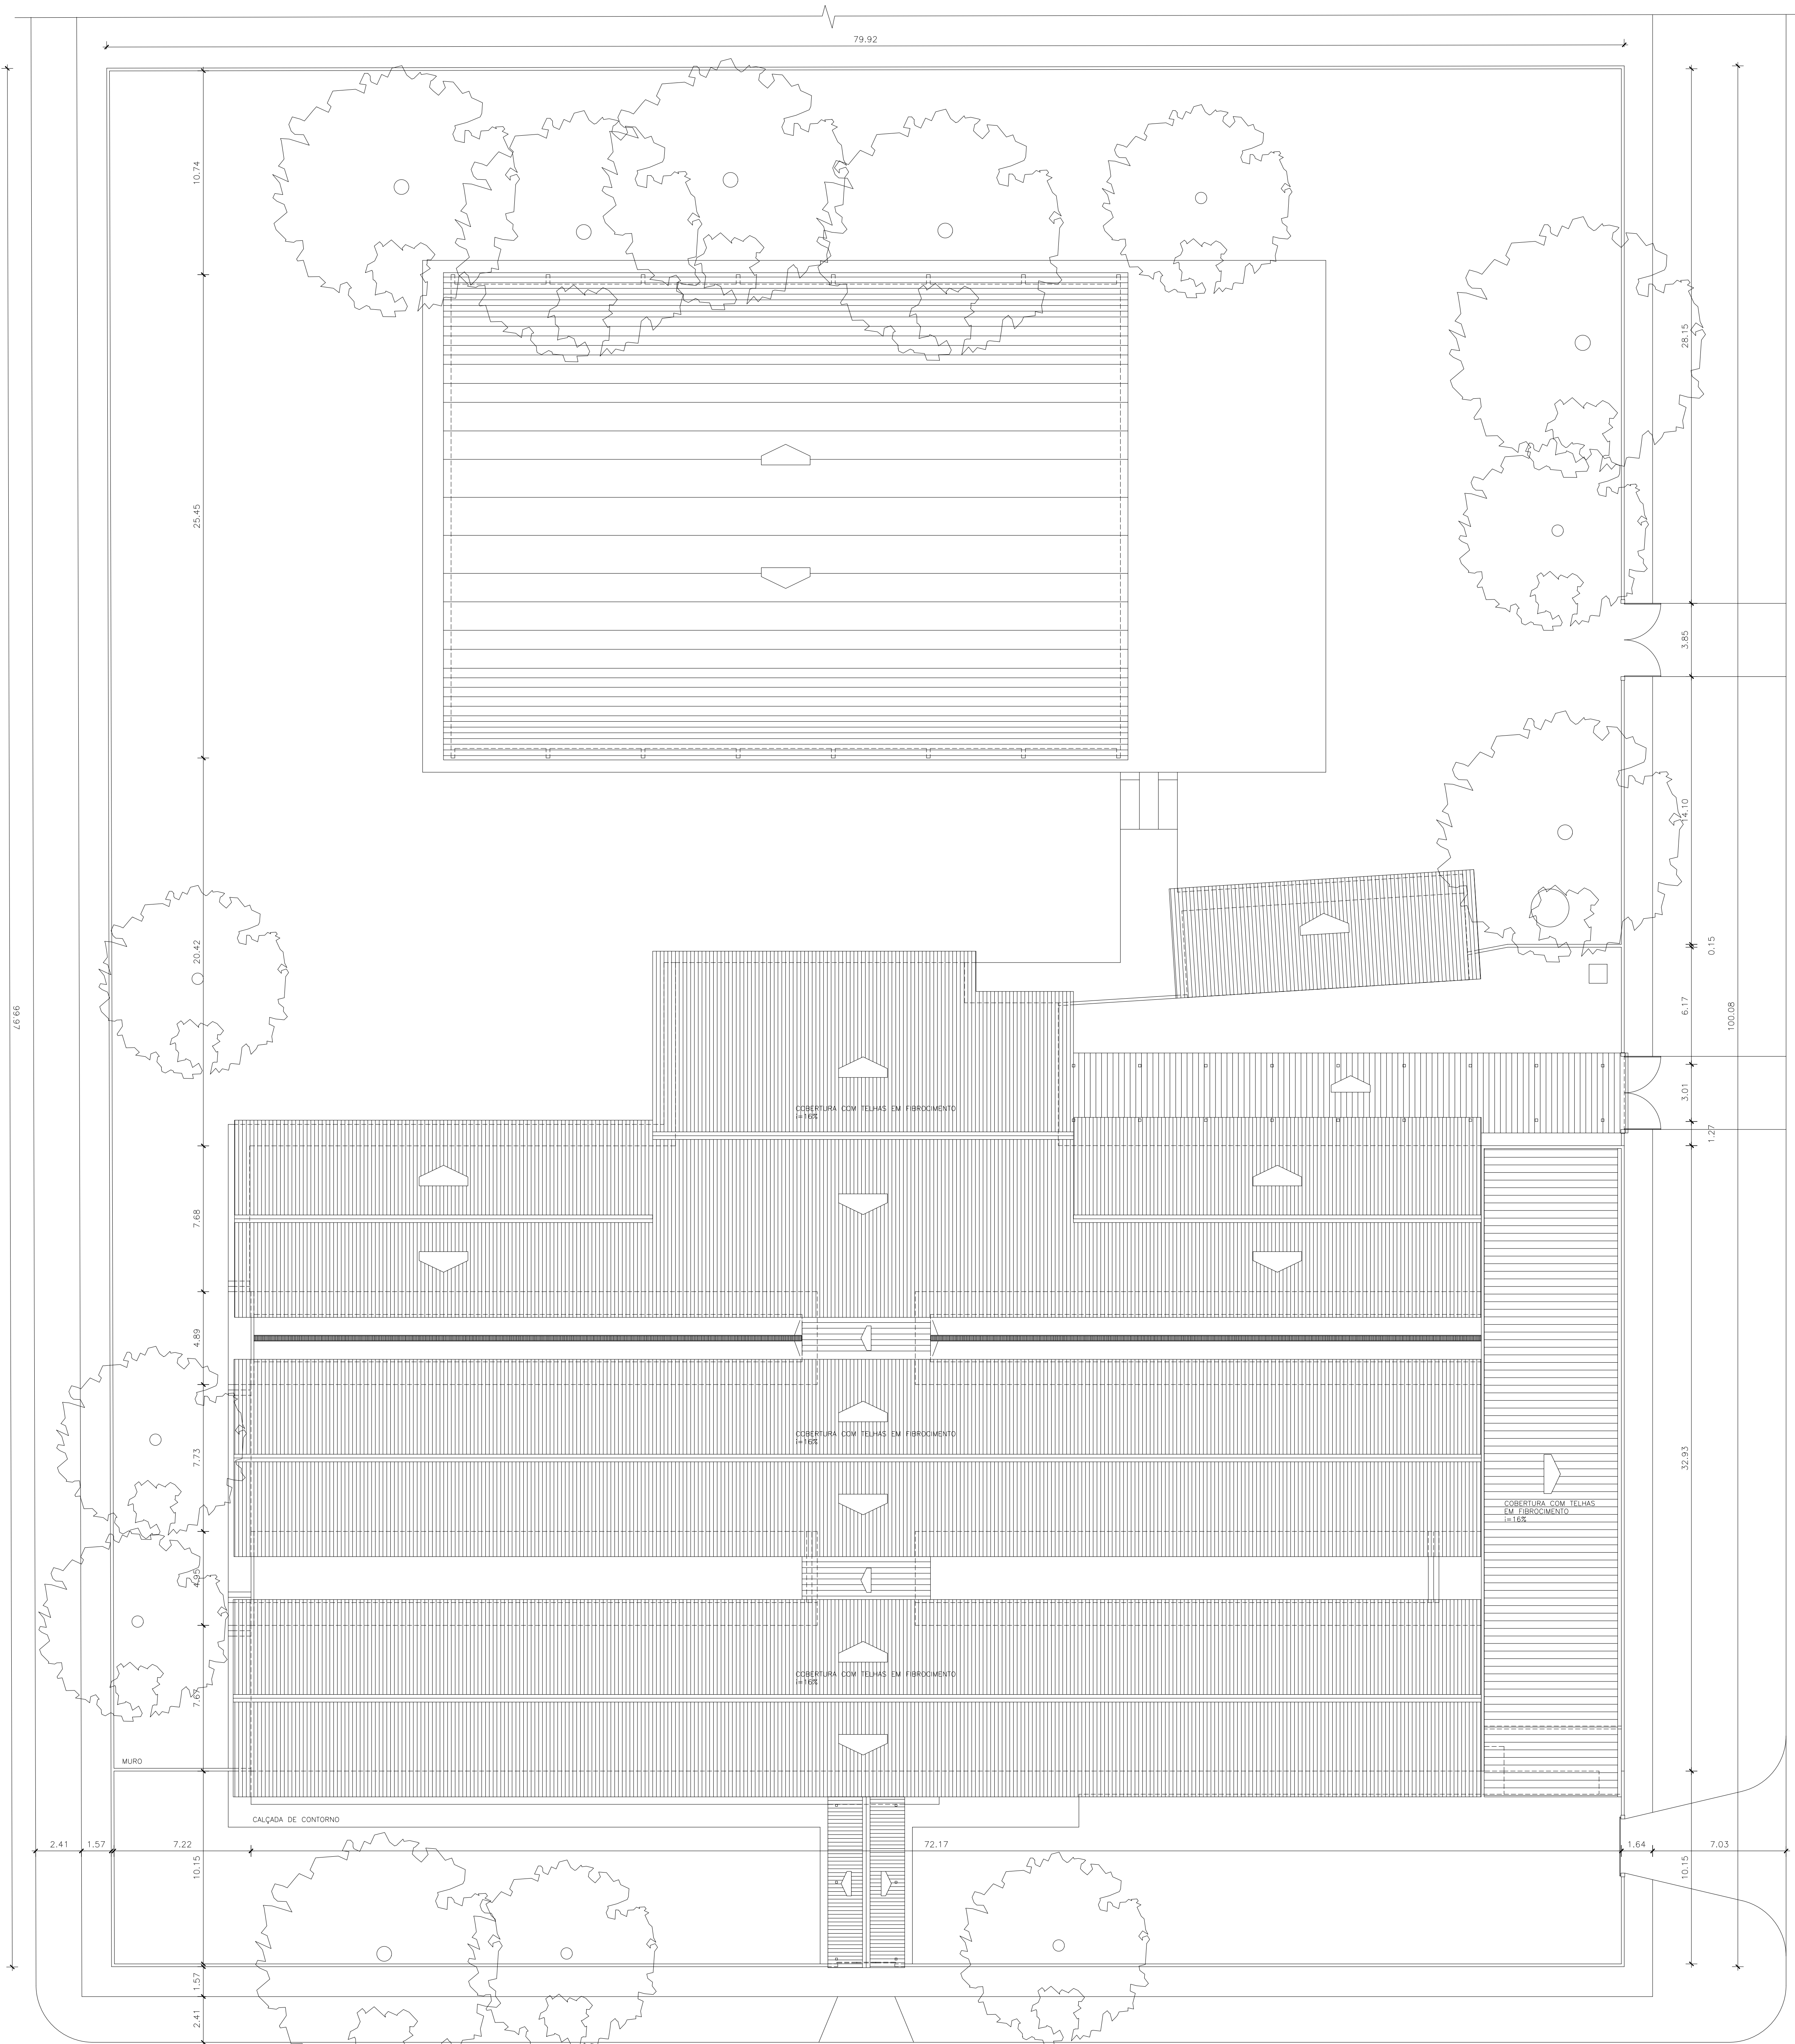 79.92
10.74
28.15
25.45
3.85
14.10
20.42
0.15
99.97
6.17
100.08
COBERTURA COM TELHAS EM FIBROCIMENTO
i=16%
3.01
1.27
7.68
4.89
COBERTURA COM TELHAS EM FIBROCIMENTO
i=16%
7.73
32.93
COBERTURA COM TELHAS
EM FIBROCIMENTO
i=16%
4.95
COBERTURA COM TELHAS EM FIBROCIMENTO
i=16%
7.67
MURO
CALÇADA DE CONTORNO
2.41 1.57 7.22 72.17 1.64 7.03
10.15
10.15
1.57
2.41